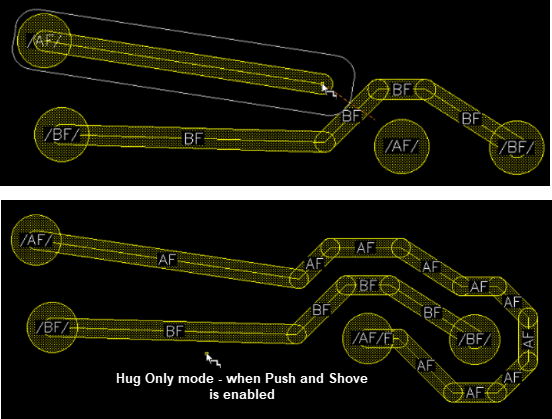 /AF/
BF
BF
/BF/
BF
/AF/
BF
/BF/
AF
/AF/
AF
AF
AF
BF
AF
AF
/BF/
BF
BF
BF
/AF/F
/BF/
AF
AF
AF
AF
AF
Hug Only mode - when Push and Shove
is enabled